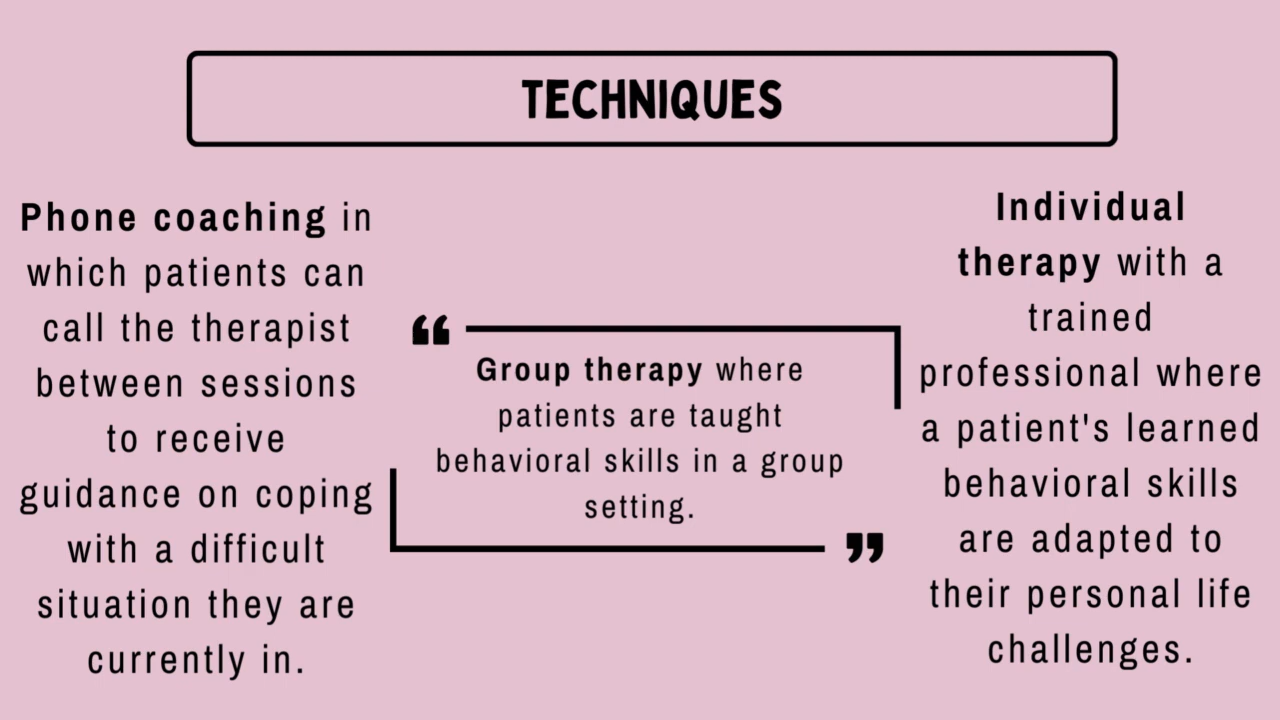 TECHNIQUES
Phone coaching in
which patients can
call the therapist
between sessions
to receive
guidance on coping
with a difficult
situation they are
currently in.
“
Group therapy where
patients are taught
behavioral skills in a group
setting.
”
Individual
therapy with a
trained
professional where
a patient's learned
behavioral skills
are adapted to
their personal life
challenges.